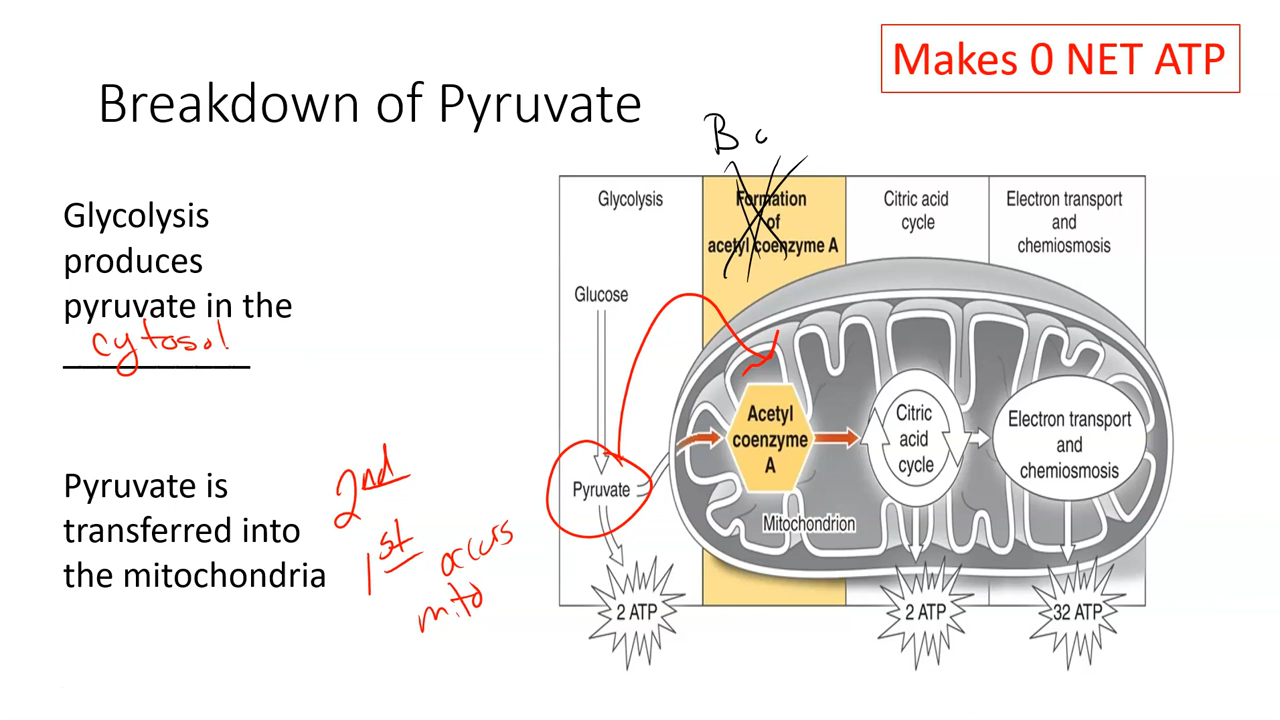 Makes 0 NET ATP
Breakdown of Pyruvate
Glycolysis
produces
pyruvate in the
cytosol
Pyruvate is
transferred into
the mitochondria
2nd
1st occurs
mito
Glycolysis
Formation
of
acetyl coenzyme A
Citric acid
cycle
Electron transport
and
chemiosmosis
Glucose
Pyruvate
Acetyl
coenzyme
A
Citric
acid
cycle
Electron transport
and
chemiosmosis
Mitochondrion
2 ATP
2 ATP
32 ATP